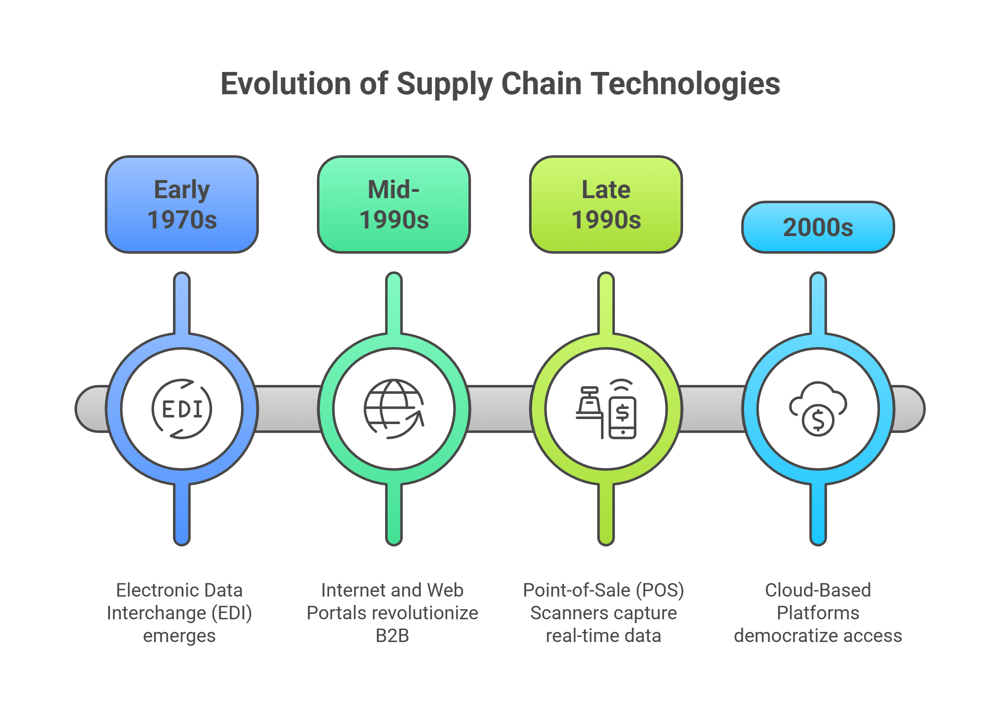 Evolution of Supply Chain Technologies
Early
1970s
Mid-
1990s
Late
1990s
2000s
EDI
$
$
Electronic Data
Interchange (EDI)
emerges
Internet and Web
Portals revolutionize
B2B
Point-of-Sale (POS)
Scanners capture
real-time data
Cloud-Based
Platforms
democratize access